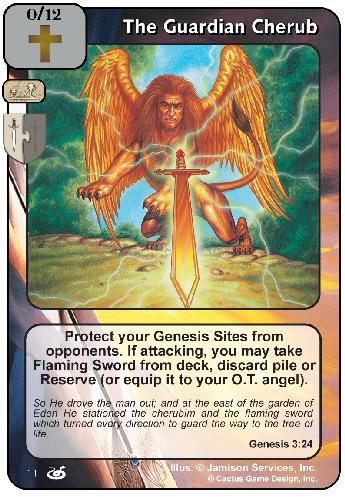 0/12
The Guardian Cherub
Protect your Genesis Sites from
opponents. If attacking, you may take
Flaming Sword from deck, discard pile or
Reserve (or equip it to your O.T. angel).
So He drove the man out; and at the east of the garden of
Eden He stationed the cherubim and the flaming sword
which turned every direction to guard the way to the tree of
life.
Genesis 3:24
Illus. © Jamison Services, Inc.
© Cactus Game Design, Inc.